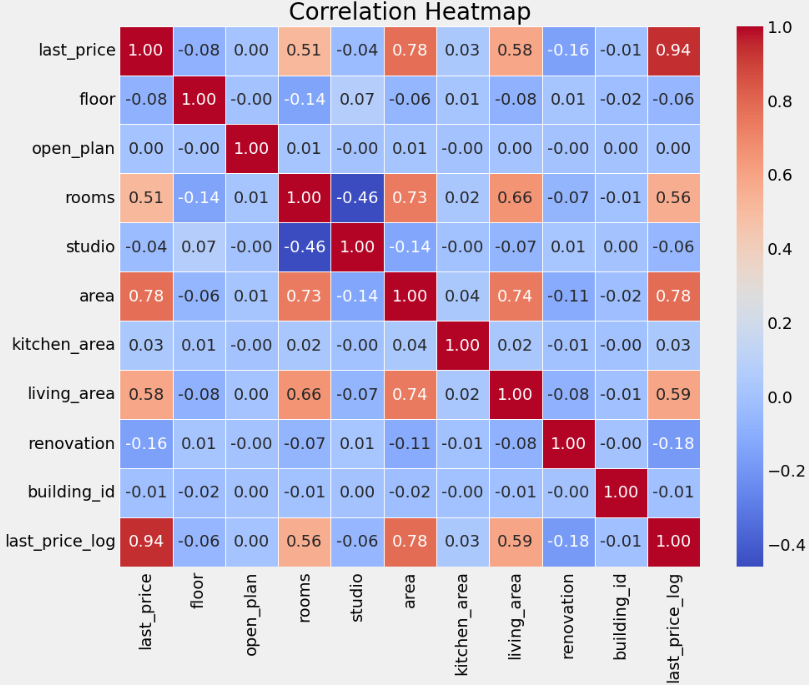 Correlation Heatmap
last_price 1.00 -0.08 0.00 0.51 -0.04 0.78 0.03 0.58 -0.16 -0.01 0.94
floor -0.08 1.00 -0.00 -0.14 0.07 -0.06 0.01 -0.08 0.01 -0.02 -0.06
open_plan 0.00 -0.00 1.00 0.01 -0.00 0.01 -0.00 0.00 -0.00 0.00 0.00
rooms 0.51 -0.14 0.01 1.00 -0.46 0.73 0.02 0.66 -0.07 -0.01 0.56
studio -0.04 0.07 -0.00 -0.46 1.00 -0.14 -0.00 -0.07 0.01 0.00 -0.06
area 0.78 -0.06 0.01 0.73 -0.14 1.00 0.04 0.74 -0.11 -0.02 0.78
kitchen_area 0.03 0.01 -0.00 0.02 -0.00 0.04 1.00 0.02 -0.01 -0.00 0.03
living_area 0.58 -0.08 0.00 0.66 -0.07 0.74 0.02 1.00 -0.08 -0.01 0.59
renovation -0.16 0.01 -0.00 -0.07 0.01 -0.11 -0.01 -0.08 1.00 -0.00 -0.18
building_id -0.01 -0.02 0.00 -0.01 0.00 -0.02 -0.00 -0.01 -0.00 1.00 -0.01
last_price_log 0.94 -0.06 0.00 0.56 -0.06 0.78 0.03 0.59 -0.18 -0.01 1.00
last_price floor open_plan rooms studio area kitchen_area living_area renovation building_id last_price_log
1.0
0.8
0.6
0.4
0.2
0.0
−0.2
−0.4